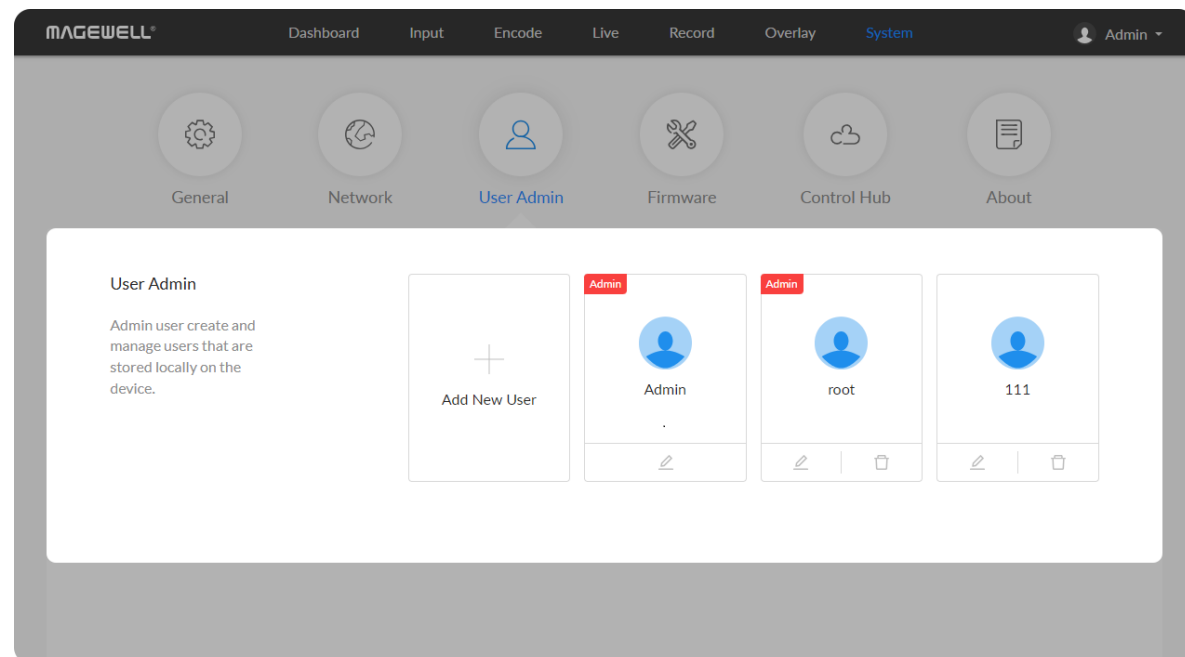 MAGEWELL®
Dashboard
Input
Encode
Live
Record
Overlay
System
Admin
General
Network
User Admin
Firmware
Control Hub
About
User Admin
Admin user create and
manage users that are
stored locally on the
device.
Add New User
Admin
Admin
.
Admin
root
111